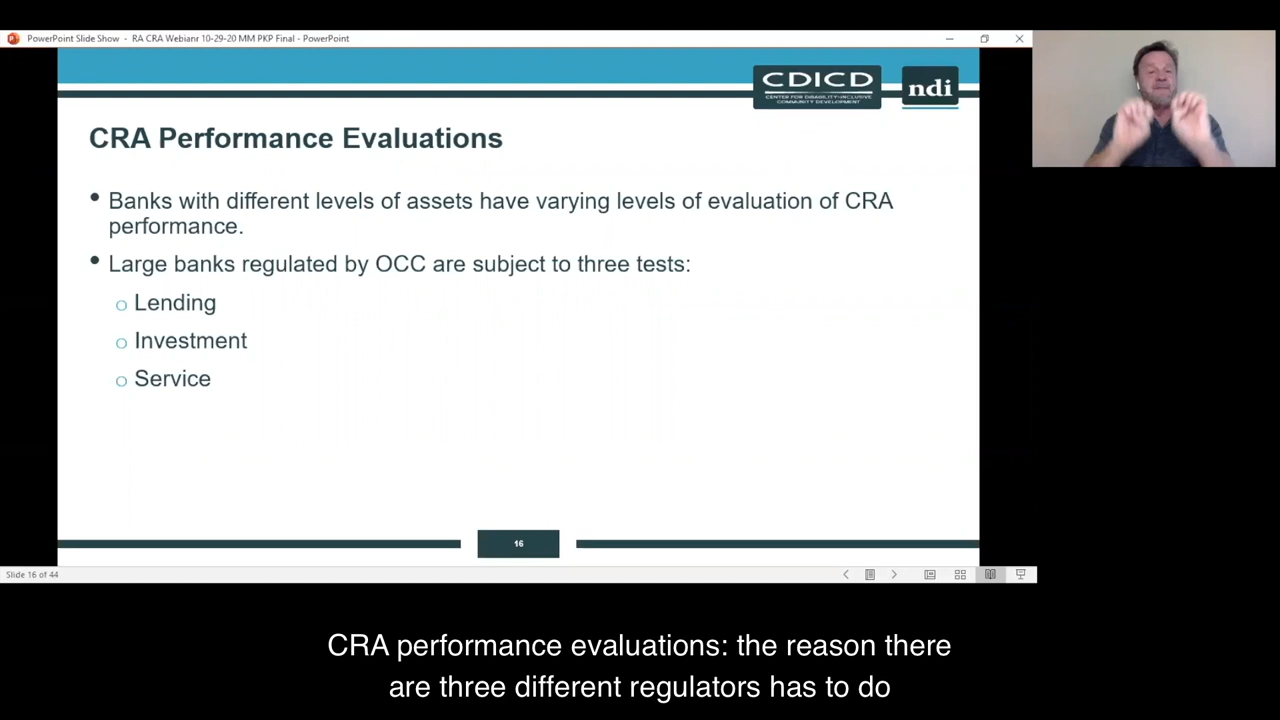 PowerPoint Slide Show - RA CRA Webianr 10-29-20 MM PKP Final - PowerPoint
CDICD
CENTER FOR DISABILITY-INCLUSIVE
COMMUNITY DEVELOPMENT
ndi
CRA Performance Evaluations
• Banks with different levels of assets have varying levels of evaluation of CRA
performance.
• Large banks regulated by OCC are subject to three tests:
o Lending
o Investment
o Service
16
Slide 16 of 44
CRA performance evaluations: the reason there
are three different regulators has to do